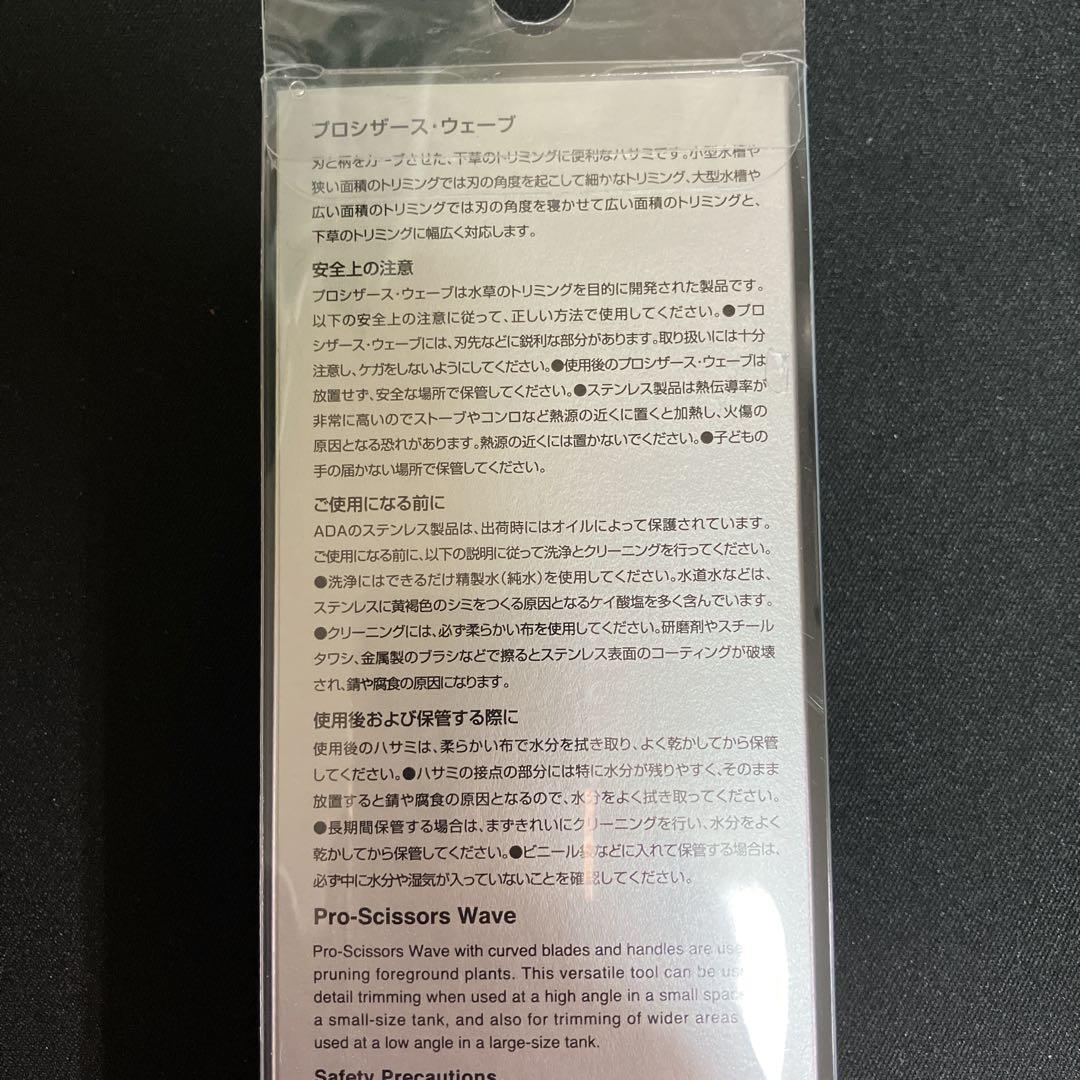 プロシザース・ウェーブ
刃と柄をカーブさせた、下草のトリミングに便利なハサミです。小型水槽や
狭い面積のトリミングでは刃の角度を起こして細かなトリミング、大型水槽や
広い面積のトリミングでは刃の角度を寝かせて広い面積のトリミングと、
下草のトリミングに幅広く対応します。
安全上の注意
プロシザース・ウェーブは水草のトリミングを目的に開発された製品です。
以下の安全上の注意に従って、正しい方法で使用してください。●プロ
シザース・ウェーブには、刃先などに鋭利な部分があります。取り扱いには十分
注意し、ケガをしないようにしてください。●使用後のプロシザース・ウェーブは
放置せず、安全な場所で保管してください。●ステンレス製品は熱伝導率が
非常に高いのでストーブやコンロなど熱源の近くに置くと加熱し、火傷の
原因となる恐れがあります。熱源の近くには置かないでください。●子どもの
手の届かない場所で保管してください。
ご使用になる前に
ADAのステンレス製品は、出荷時にはオイルによって保護されています。
ご使用になる前に、以下の説明に従って洗浄とクリーニングを行ってください。
●洗浄にはできるだけ精製水（純水）を使用してください。水道水などは、
ステンレスに黄褐色のシミをつくる原因となるケイ酸塩を多く含んでいます。
●クリーニングには、必ず柔らかい布を使用してください。研磨剤やスチール
タワシ、金属製のブラシなどで擦るとステンレス表面のコーティングが破壊
され、錆や腐食の原因になります。
使用後および保管する際に
使用後のハサミは、柔らかい布で水分を拭き取り、よく乾かしてから保管
してください。●ハサミの接点の部分には特に水分が残りやすく、そのまま
放置すると錆や腐食の原因となるので、水分をよく拭き取ってください。
●長期間保管する場合は、まずきれいにクリーニングを行い、水分をよく
乾かしてから保管してください。●ビニール袋などに入れて保管する場合は、
必ず中に水分や湿気が入っていないことを確認してください。
Pro-Scissors Wave
Pro-Scissors Wave with curved blades and handles are
pruning foreground plants. This versatile tool can be
detail trimming when used at a high angle in a small
a small-size tank, and also for trimming of wider areas
used at a low angle in a large-size tank.
Safety Precautions